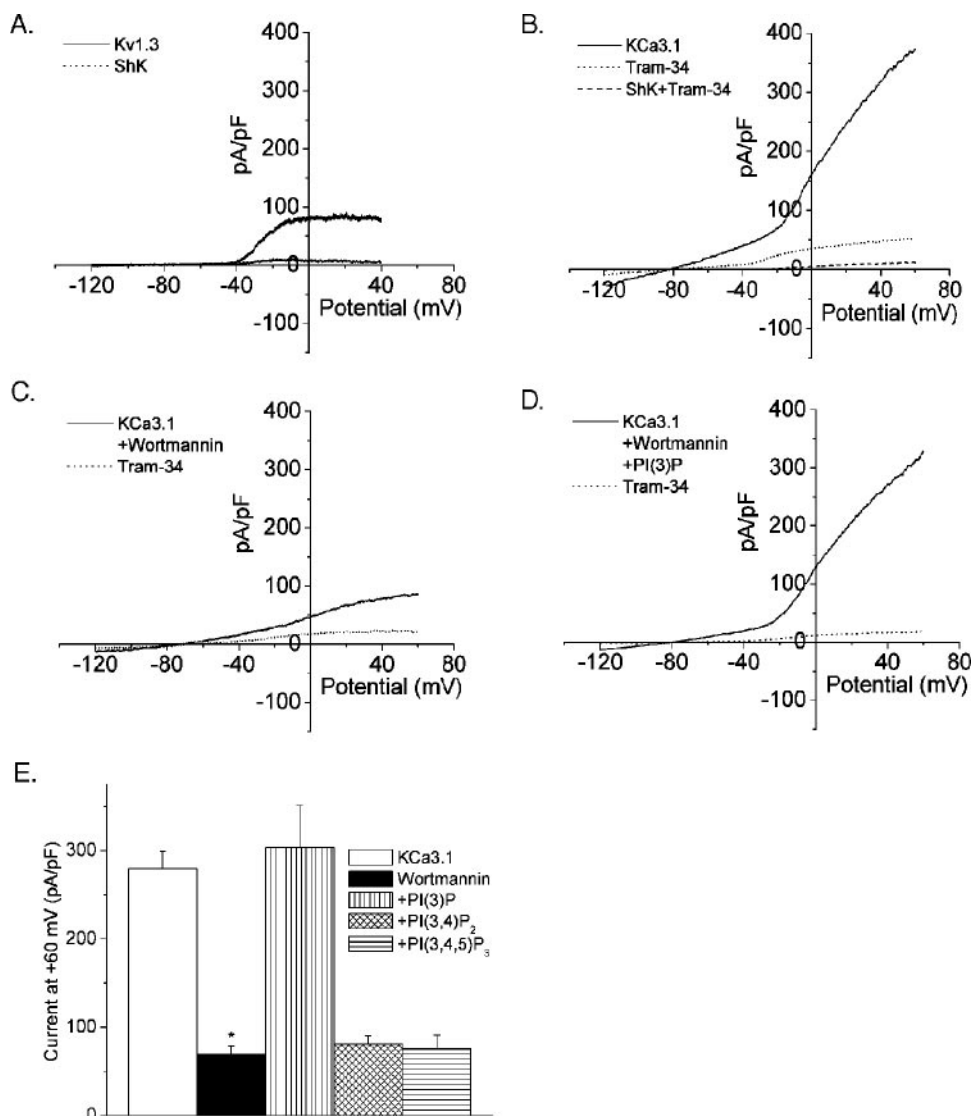 A.
Kv1.3
ShK
400
300
200
100
0
-100
-120
-80
-40
40
80
pA/pF
Potential (mV)
B.
KCa3.1
Tram-34
ShK+Tram-34
400
300
200
100
0
-100
-120
-80
-40
40
80
pA/pF
Potential (mV)
C.
KCa3.1
+Wortmannin
Tram-34
400
300
200
100
0
-100
-120
-80
-40
40
80
pA/pF
Potential (mV)
D.
KCa3.1
+Wortmannin
+PI(3)P
Tram-34
400
300
200
100
0
-100
-120
-80
-40
40
80
pA/pF
Potential (mV)
E.
Current at +60 mV (pA/pF)
300
200
100
0
*
KCa3.1
Wortmannin
+PI(3)P
+PI(3,4)P₂
+PI(3,4,5)P₃